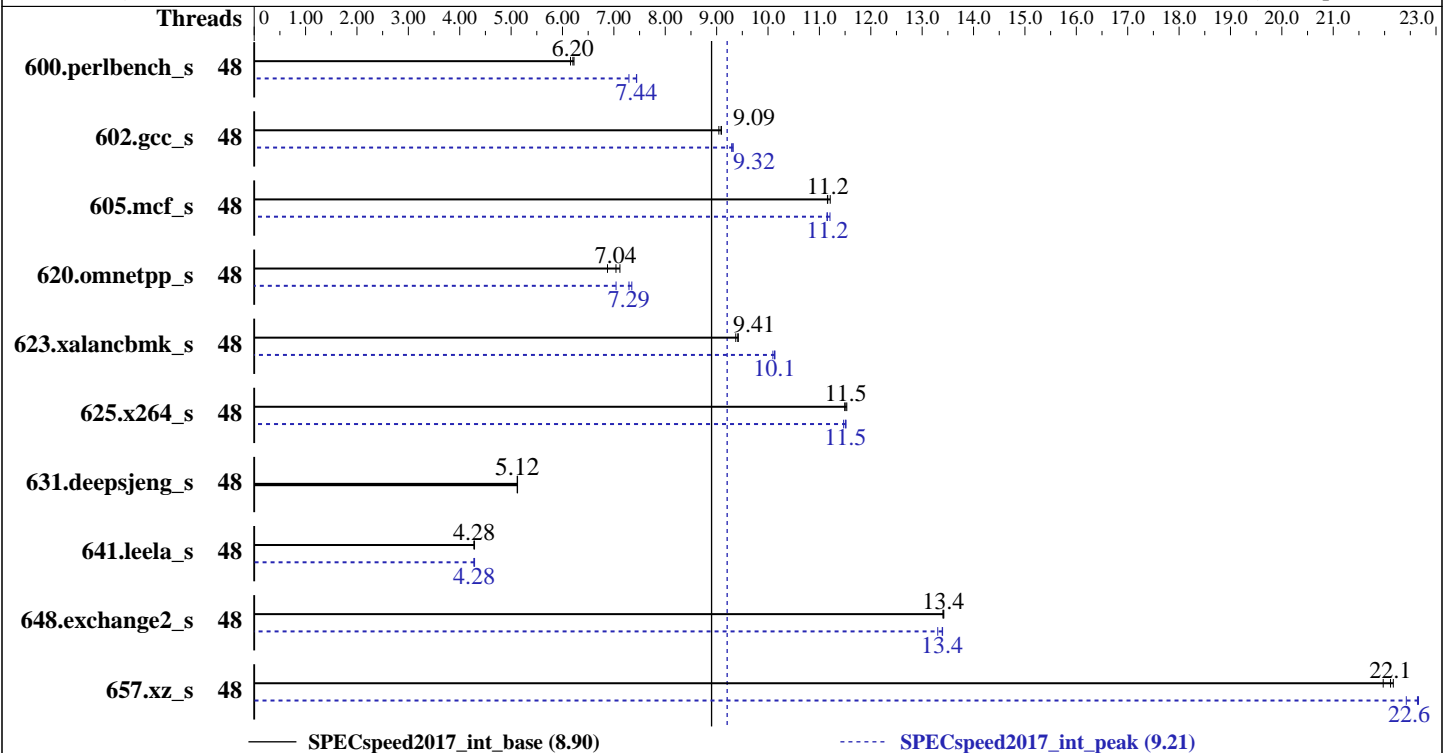 Threads 0 1.00 2.00 3.00 4.00 5.00 6.00 7.00 8.00 9.00 10.0 11.0 12.0 13.0 14.0 15.0 16.0 17.0 18.0 19.0 20.0 21.0 23.0
600.perlbench_s 48 6.20
7.44
602.gcc_s 48 9.09
9.32
605.mcf_s 48 11.2
11.2
620.omnetpp_s 48 7.04
7.29
623.xalancbmk_s 48 9.41
10.1
625.x264_s 48 11.5
11.5
631.deepsjeng_s 48 5.12
641.leela_s 48 4.28
4.28
648.exchange2_s 48 13.4
13.4
657.xz_s 48 22.1
22.6
SPECspeed2017_int_base (8.90) SPECspeed2017_int_peak (9.21)